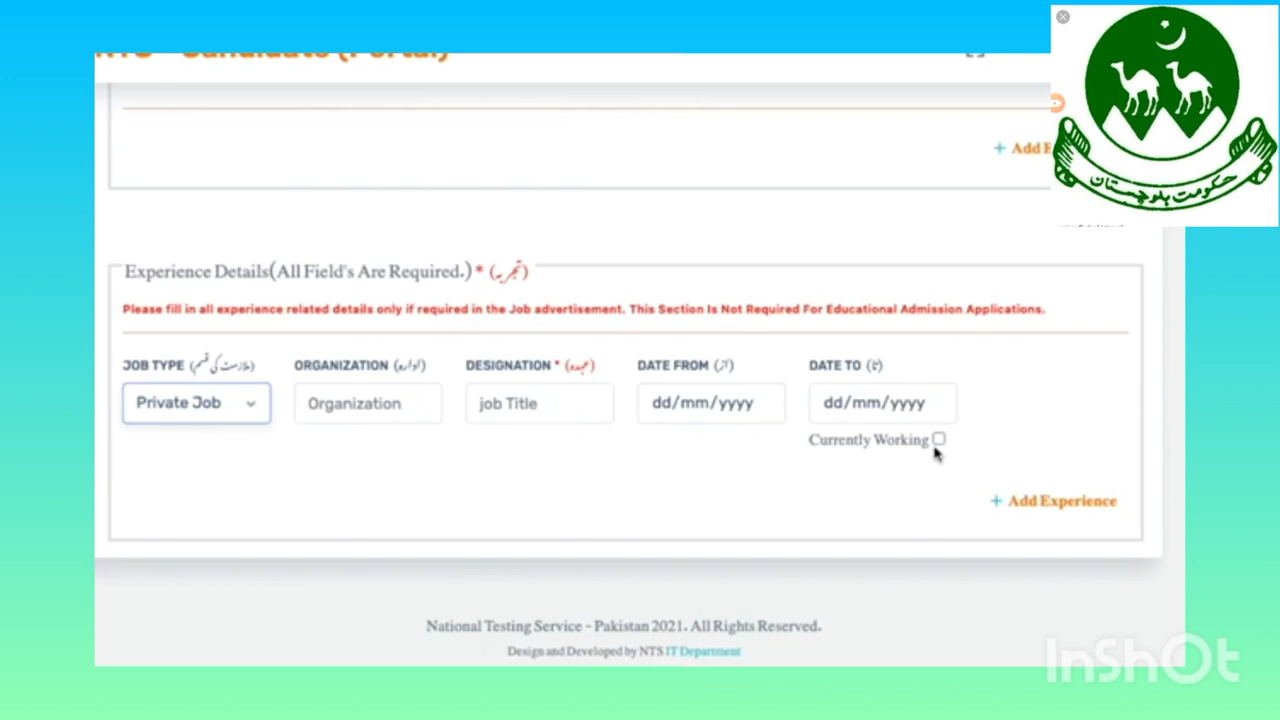 NTS - Candidate (Portal)
+ Add E
Experience Details(All Field's Are Required.) * (تجربہ)
Please fill in all experience related details only if required in the Job advertisement. This Section Is Not Required For Educational Admission Applications.
JOB TYPE (ملازمت کی قسم) ORGANIZATION (ادارہ) DESIGNATION * (عہدہ) DATE FROM (از) DATE TO (تا)
Private Job Organization job Title dd/mm/yyyy dd/mm/yyyy
Currently Working
+ Add Experience
National Testing Service - Pakistan 2021. All Rights Reserved.
Design and Developed by NTS IT Department
حکومت بلوچستان
InShOt